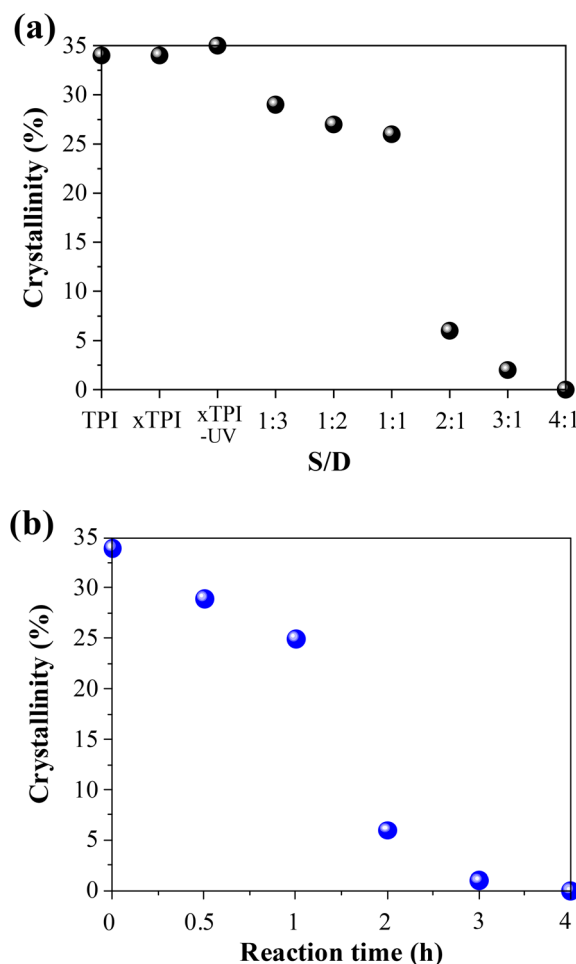 (a)
Crystallinity (%)
35
30
25
20
15
10
5
0
TPI xTPI xTPI 1:3 1:2 1:1 2:1 3:1 4:1
-UV
S/D
(b)
Crystallinity (%)
35
30
25
20
15
10
5
0
0 0.5 1 2 3 4
Reaction time (h)